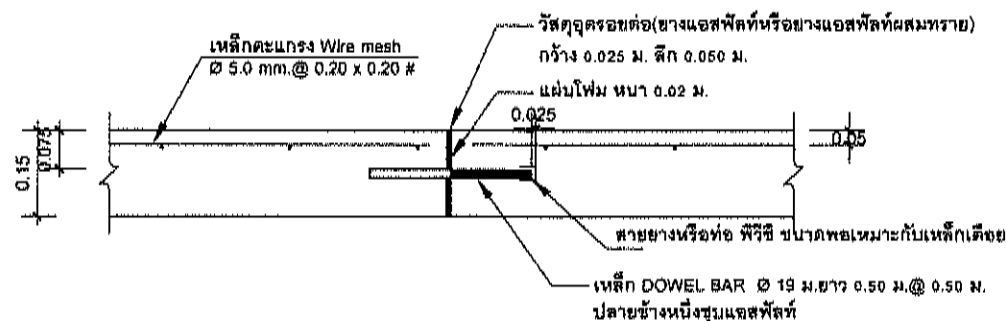 วัสดุอุดรอยต่อ(ยางแอสฟัลท์หรือยางแอสฟัลท์ผสมทราย)
กว้าง 0.025 ม. ลึก 0.050 ม.
เหล็กตะแกรง Wire mesh
Ø 5.0 mm.@ 0.20 x 0.20 #
แผ่นโฟม หนา 0.02 ม.
0.025
0.15
0.075
0.05
สายยางหรือท่อ พีวีซี ขนาดพอเหมาะกับเหล็กเดือย
เหล็ก DOWEL BAR Ø 19 ม.ยาว 0.50 ม.@ 0.50 ม.
ปลายข้างหนึ่งชุบแอสฟัลท์